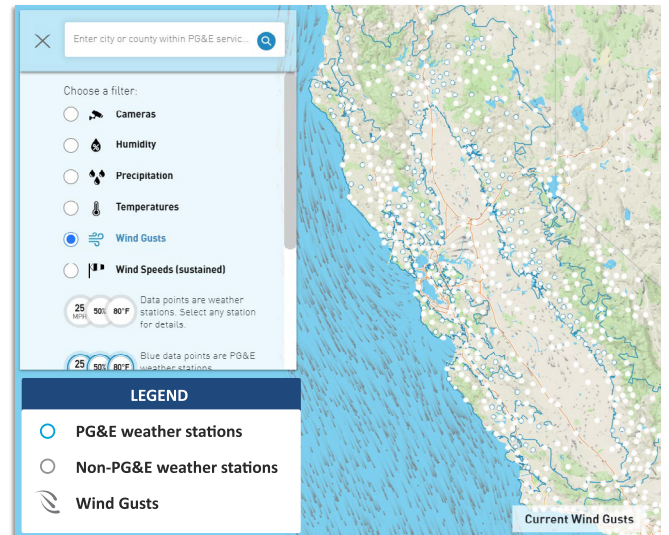 Enter city or county within PG&E servic...
Choose a filter:
Cameras
Humidity
Precipitation
Temperatures
Wind Gusts
Wind Speeds (sustained)
25 MPH 50% 80°F
Data points are weather
stations. Select any station
for details.
25 50% 80°F
Blue data points are PG&E
weather stations
LEGEND
PG&E weather stations
Non-PG&E weather stations
Wind Gusts
Current Wind Gusts